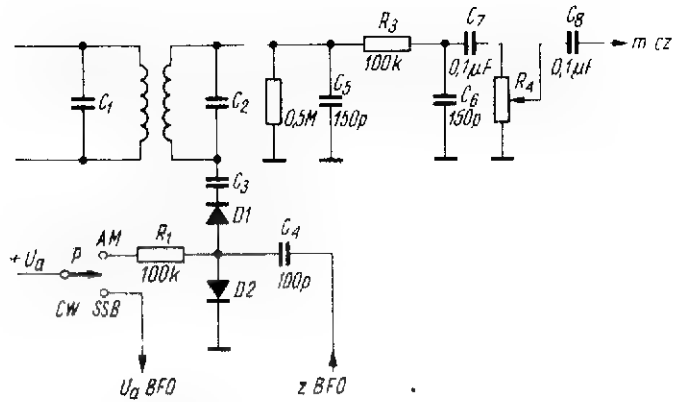 C7
C8
R3
m cz
100k
0,1µF
0,1µF
C1
C2
C5
C6
R4
0,5M
150p
150p
C3
D1
C4
AM
R1
+Ua
P
100k
100p
D2
CW SSB
Ua BFO
z BFO